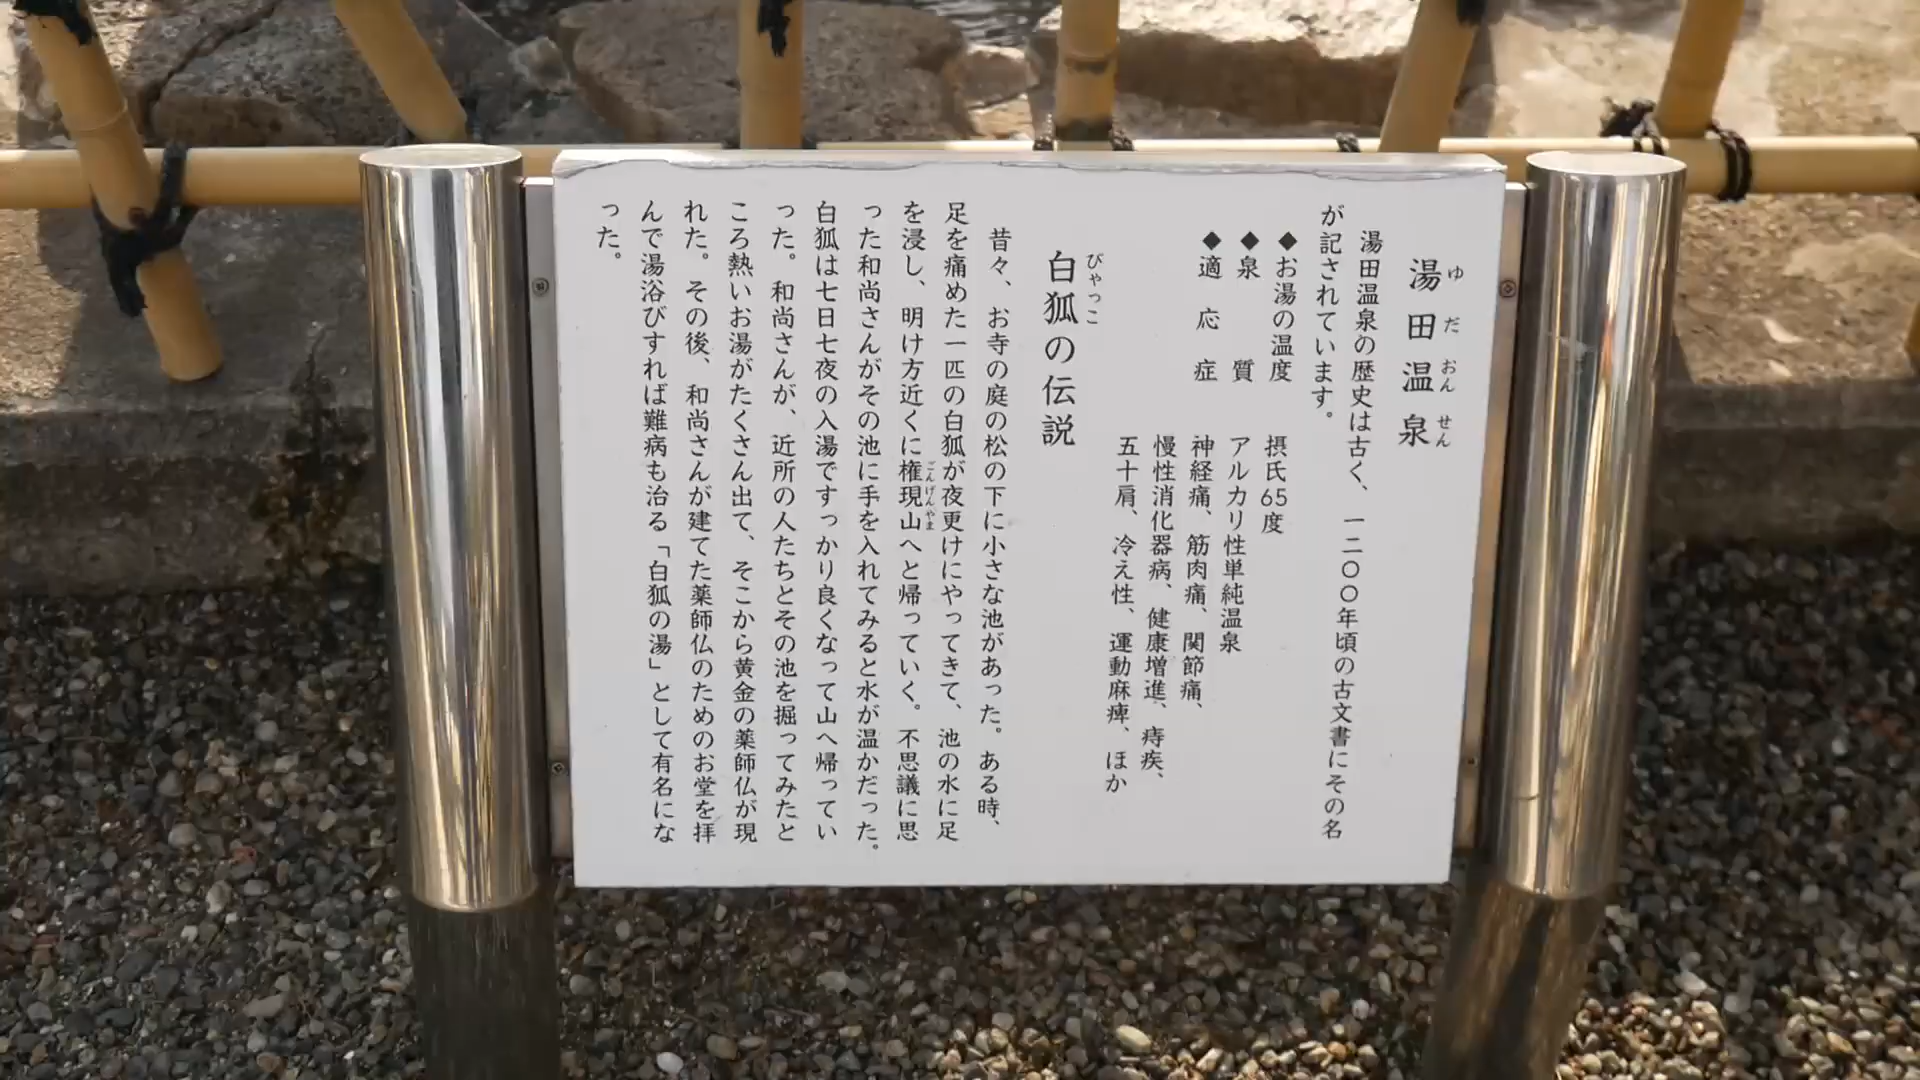 湯田温泉
ゆだおんせん
湯田温泉の歴史は古く、一二〇〇年頃の古文書にその名
が記されています。
◆お湯の温度 摂氏65度
◆泉質 アルカリ性単純温泉
◆適応症 神経痛、筋肉痛、関節痛、
慢性消化器病、健康増進、痔疾、
五十肩、冷え性、運動麻痺、ほか
白狐の伝説
びゃっこ
昔々、お寺の庭の松の下に小さな池があった。ある時、
足を痛めた一匹の白狐が夜更けにやってきて、池の水に足
を浸し、明け方近くに権現山へと帰っていく。不思議に思
ごんげんやま
った和尚さんがその池に手を入れてみると水が温かだった。
白狐は七日七夜の入湯ですっかり良くなって山へ帰ってい
った。和尚さんが、近所の人たちとその池を掘ってみたと
ころ熱いお湯がたくさん出て、そこから黄金の薬師仏が現
れた。その後、和尚さんが建てた薬師仏のためのお堂を拝
んで湯浴びすれば難病も治る「白狐の湯」として有名にな
った。